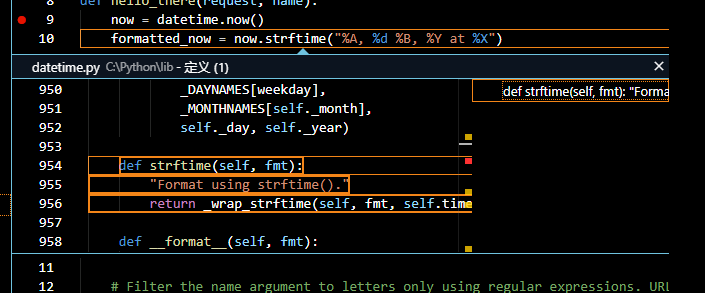 8 def hello_there(request, name):
9 now = datetime.now()
10 formatted_now = now.strftime("%A, %d %B, %Y at %X")
datetime.py C:\Python\lib - 定义 (1)
950 _DAYNAMES[weekday],
951 _MONTHNAMES[self._month],
952 self._day, self._year)
953
954 def strftime(self, fmt):
955 "Format using strftime()."
956 return _wrap_strftime(self, fmt, self.time
957
958 def __format__(self, fmt):
def strftime(self, fmt): "Forma
11
12 # Filter the name argument to letters only using regular expressions. URL